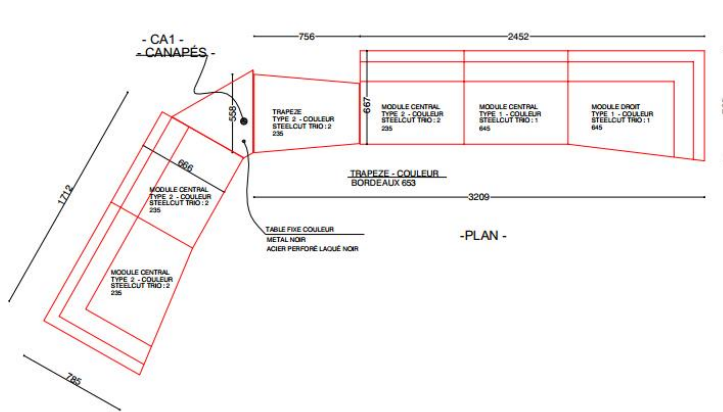 - CA1 -
- CANAPÉS -
756
2452
558
TRAPEZE
TYPE 2 - COULEUR
STEELCUT TRIO : 2
235
667
MODULE CENTRAL
TYPE 2 - COULEUR
STEELCUT TRIO : 2
235
MODULE CENTRAL
TYPE 1 - COULEUR
STEELCUT TRIO : 1
645
MODULE DROIT
TYPE 1 - COULEUR
STEELCUT TRIO : 1
645
TRAPEZE - COULEUR
BORDEAUX 653
3209
666
1712
MODULE CENTRAL
TYPE 2 - COULEUR
STEELCUT TRIO : 2
235
TABLE FIXE COULEUR
METAL NOIR
ACIER PERFORÉ LAQUÉ NOIR
-PLAN -
MODULE CENTRAL
TYPE 2 - COULEUR
STEELCUT TRIO : 2
235
785